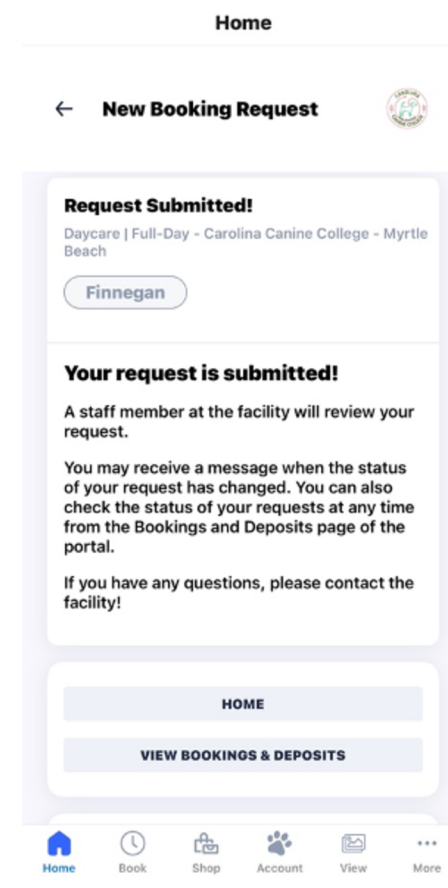 Home
New Booking Request
Request Submitted!
Daycare | Full-Day - Carolina Canine College - Myrtle
Beach
Finnegan
Your request is submitted!
A staff member at the facility will review your
request.
You may receive a message when the status
of your request has changed. You can also
check the status of your requests at any time
from the Bookings and Deposits page of the
portal.
If you have any questions, please contact the
facility!
HOME
VIEW BOOKINGS & DEPOSITS
Home Book Shop Account View More